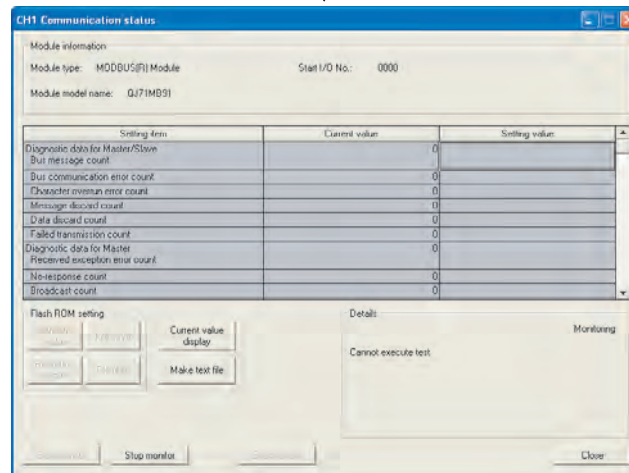 CH1 Communication status
Module information
Module type: MODBUS(R) Module Start I/O No.: 0000
Module model name: QJ71MB91
Setting item Current value Setting value
Diagnostic data for Master/Slave
Bus message count 0
Bus communication error count 0
Character overrun error count 0
Message discard count 0
Data discard count 0
Failed transmission count 0
Diagnostic data for Master
Received exception error count 0
No-response count 0
Broadcast count 0
Flash ROM setting Details
Current value
display
Monitoring
Cannot execute test
Make text file
Stop monitor Close